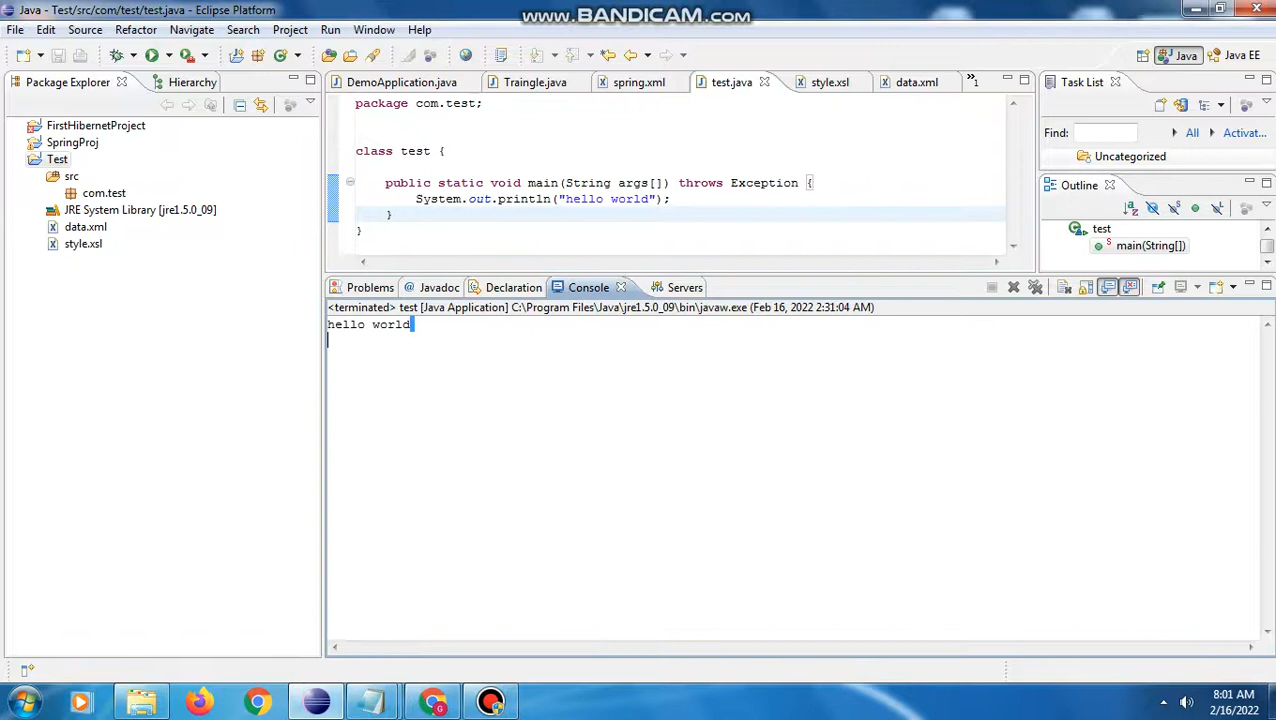 Java - Test/src/com/test/test.java - Eclipse Platform
www.BANDICAM.com
File Edit Source Refactor Navigate Search Project Run Window Help
Java
Java EE
Package Explorer
Hierarchy
FirstHibernetProject
SpringProj
Test
src
com.test
JRE System Library [jre1.5.0_09]
data.xml
style.xsl
DemoApplication.java
Traingle.java
spring.xml
test.java
style.xsl
data.xml
»1
package com.test;
class test {
public static void main(String args[]) throws Exception {
System.out.println("hello world");
}
}
Task List
Find:
All
Activat...
Uncategorized
Outline
test
S
main(String[])
Problems
Javadoc
Declaration
Console
Servers
<terminated> test [Java Application] C:\Program Files\Java\jre1.5.0_09\bin\javaw.exe (Feb 16, 2022 2:31:04 AM)
hello world
8:01 AM
2/16/2022